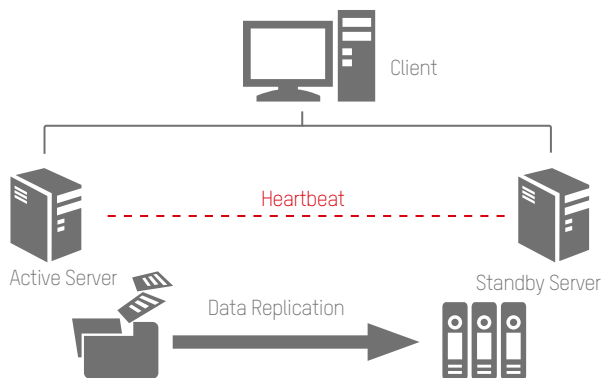 Client
Heartbeat
Active Server
Standby Server
Data Replication